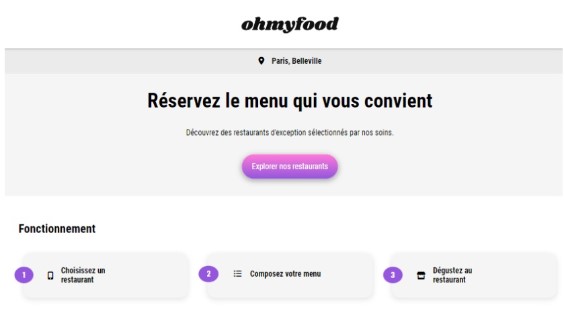 ohmyfood
Paris, Belleville
Réservez le menu qui vous convient
Découvrez des restaurants d'exception sélectionnés par nos soins.
Explorer nos restaurants
Fonctionnement
1
Choisissez un
restaurant
2
Composez votre menu
3
Dégustez au
restaurant